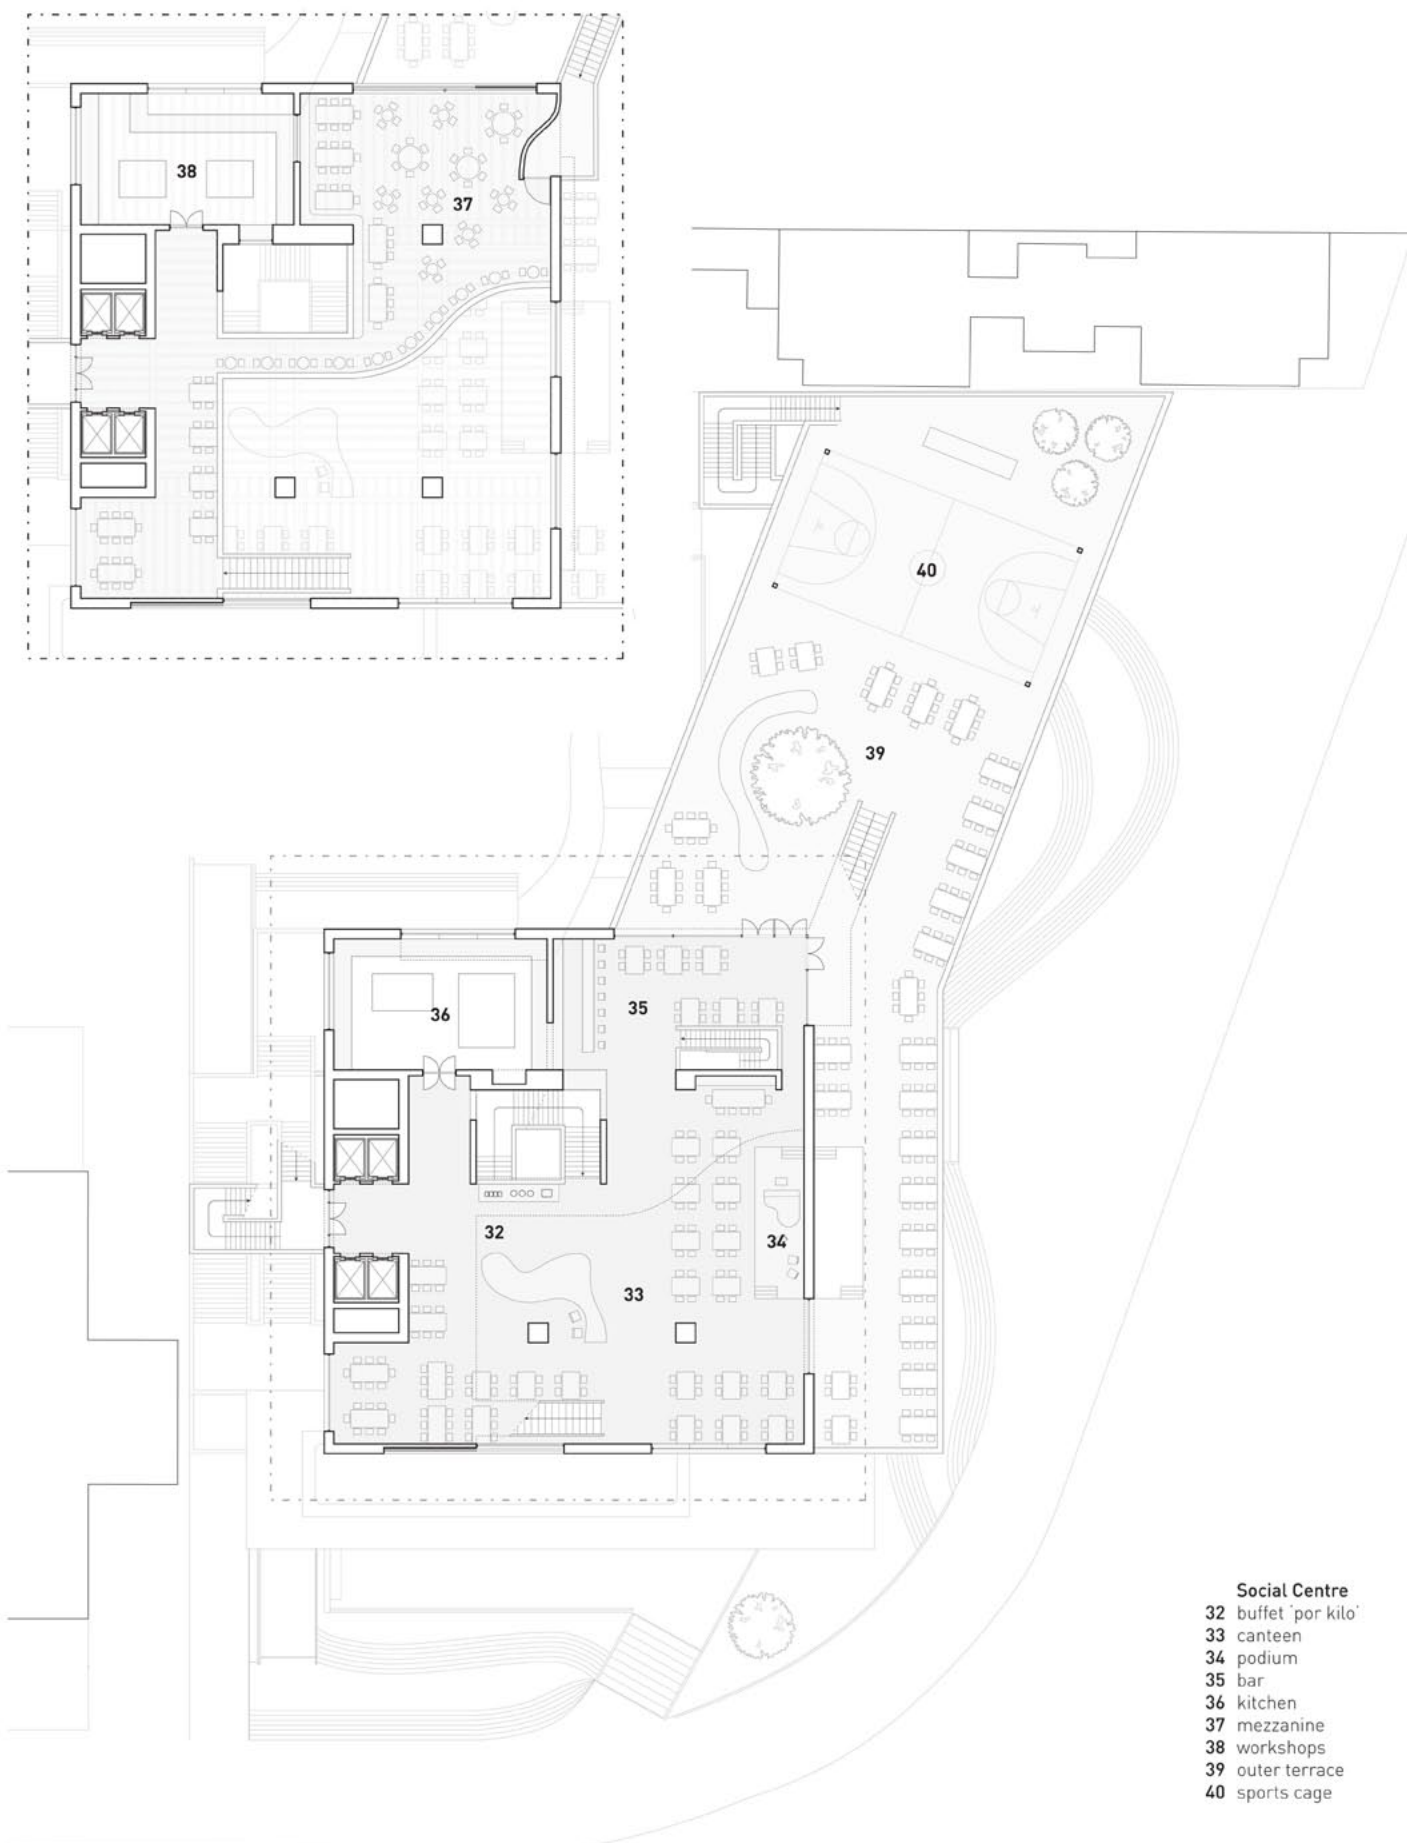 38
37
40
39
36
35
32
34
33
Social Centre
32 buffet 'por kilo'
33 canteen
34 podium
35 bar
36 kitchen
37 mezzanine
38 workshops
39 outer terrace
40 sports cage